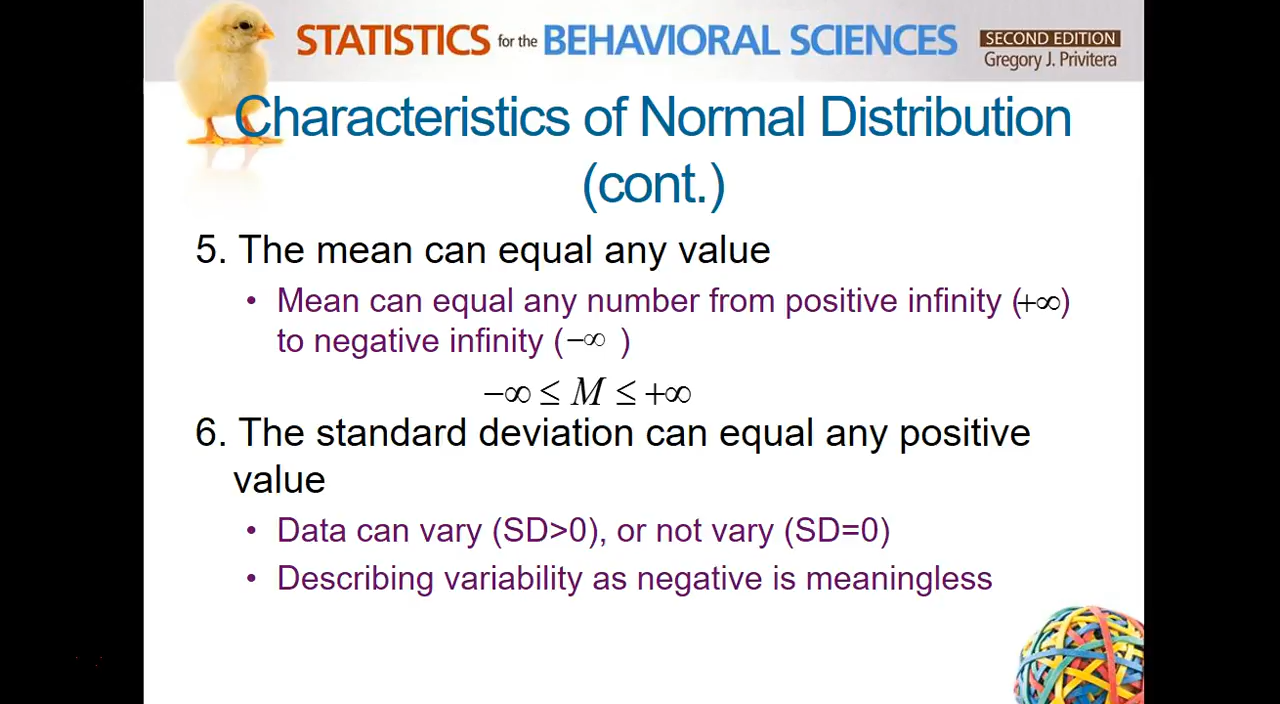 STATISTICS for the BEHAVIORAL SCIENCES SECOND EDITION
Gregory J. Privitera
Characteristics of Normal Distribution
(cont.)
5. The mean can equal any value
• Mean can equal any number from positive infinity (+∞)
to negative infinity (−∞ )
−∞ ≤ M ≤ +∞
6. The standard deviation can equal any positive
value
• Data can vary (SD>0), or not vary (SD=0)
• Describing variability as negative is meaningless